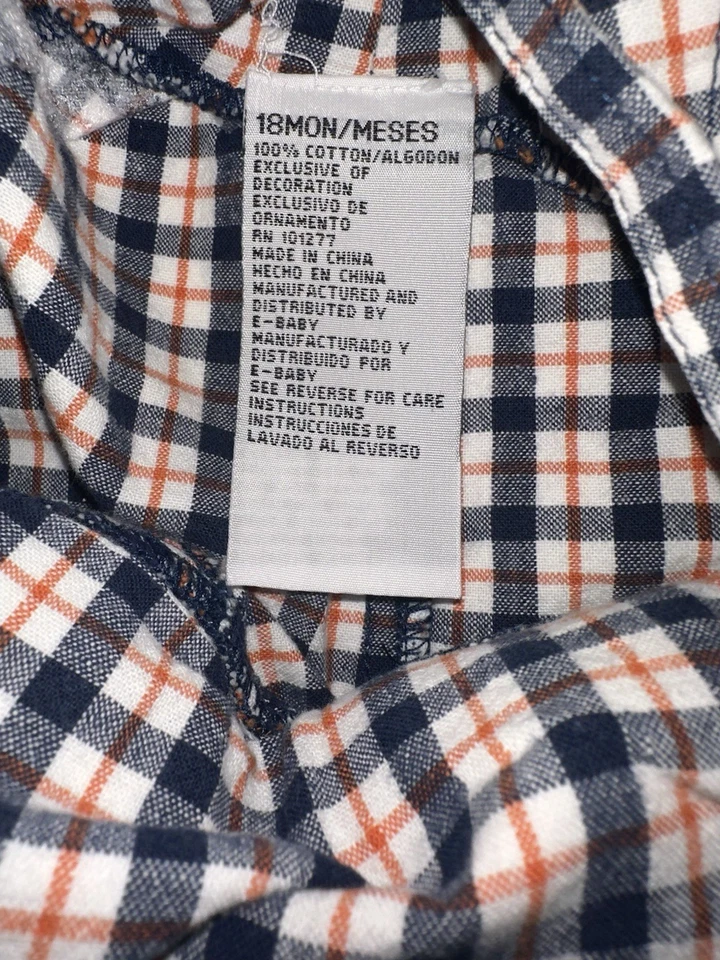 18MON/MESES
100% COTTON/ALGODON
EXCLUSIVE OF
DECORATION
EXCLUSIVO DE
ORNAMENTO
RN 101277
MADE IN CHINA
HECHO EN CHINA
MANUFACTURED AND
DISTRIBUTED BY
E-BABY
MANUFACTURADO Y
DISTRIBUIDO POR
E-BABY
SEE REVERSE FOR CARE
INSTRUCTIONS
INSTRUCCIONES DE
LAVADO AL REVERSO